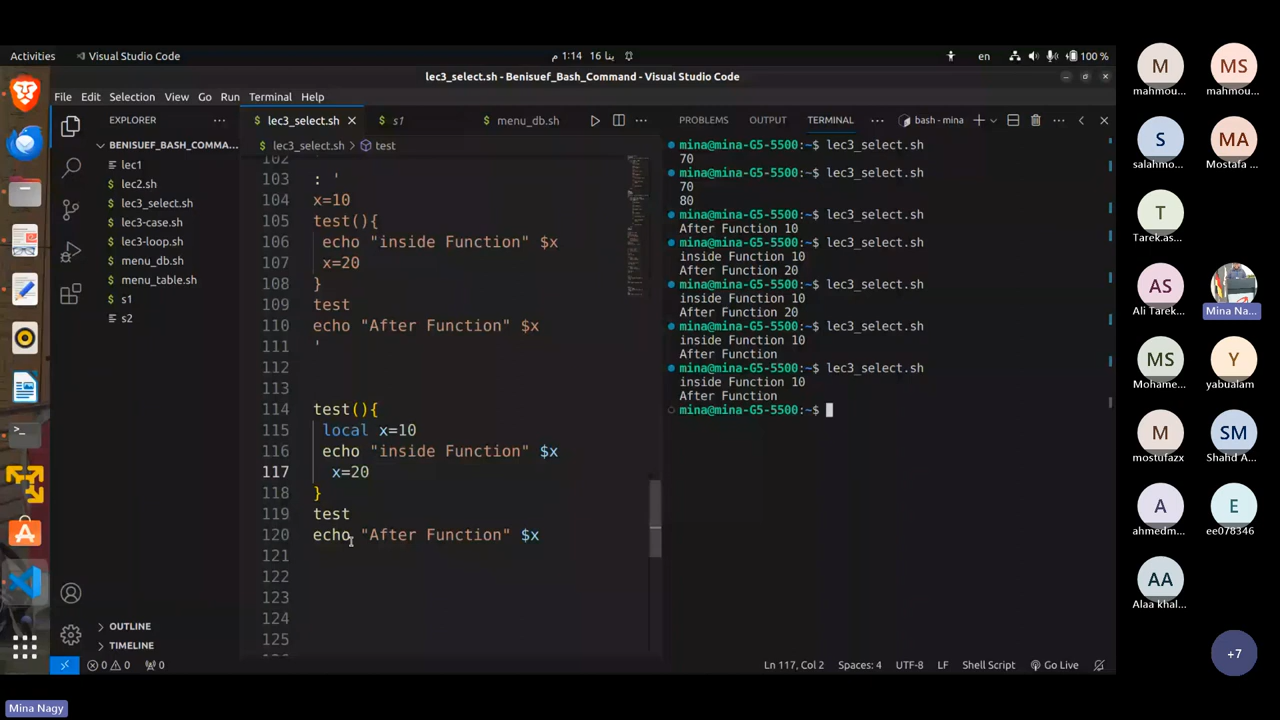 Activities
Visual Studio Code
م 1:14 ‎ 16 ينا‎
en
100 %
lec3_select.sh - Benisuef_Bash_Command - Visual Studio Code
File Edit Selection View Go Run Terminal Help
EXPLORER
BENISUEF_BASH_COMMA...
lec1
lec2.sh
lec3_select.sh
lec3-case.sh
lec3-loop.sh
menu_db.sh
menu_table.sh
s1
s2
OUTLINE
TIMELINE
lec3_select.sh
s1
menu_db.sh
lec3_select.sh > test
102 '
103 : '
104 x=10
105 test(){
106 echo "inside Function" $x
107 x=20
108 }
109 test
110 echo "After Function" $x
111 '
112
113
114 test(){
115 local x=10
116 echo "inside Function" $x
117 x=20
118 }
119 test
120 echo "After Function" $x
121
122
123
124
125
PROBLEMS OUTPUT TERMINAL
bash - mina
mina@mina-G5-5500:~$ lec3_select.sh
70
mina@mina-G5-5500:~$ lec3_select.sh
70
80
mina@mina-G5-5500:~$ lec3_select.sh
After Function 10
mina@mina-G5-5500:~$ lec3_select.sh
inside Function 10
After Function 20
mina@mina-G5-5500:~$ lec3_select.sh
inside Function 10
After Function 20
mina@mina-G5-5500:~$ lec3_select.sh
inside Function 10
After Function
mina@mina-G5-5500:~$ lec3_select.sh
inside Function 10
After Function
mina@mina-G5-5500:~$
0 0 0
Ln 117, Col 2 Spaces: 4 UTF-8 LF Shell Script Go Live
M
mahmou...
MS
mahmou...
S
salahmo...
MA
Mostafa ...
T
Tarek.as...
Y
yousse...
AS
Ali Tarek...
Mina Na...
MS
Mohame...
Y
yabualam
M
mostufazx
SM
Shahd A...
A
ahmedm...
E
ee078346
AA
Alaa khal...
+7
Mina Nagy